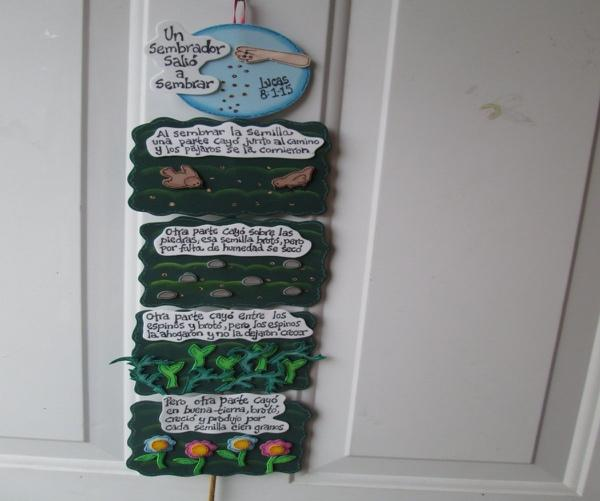 Un
sembrador
salió
a
sembrar
Lucas
8:1:15
Al sembrar la semilla
una parte cayó junto al camino
y los pájaros se la comieron
Otra parte cayó sobre las
piedras, esa semilla brotó, pero
por falta de humedad se secó
Otra parte cayó entre los
espinos y brotó, pero los espinos
la ahogaron y no la dejaron crecer
Pero, otra parte cayó
en buena tierra, brotó,
creció y produjo por
cada semilla cien granos